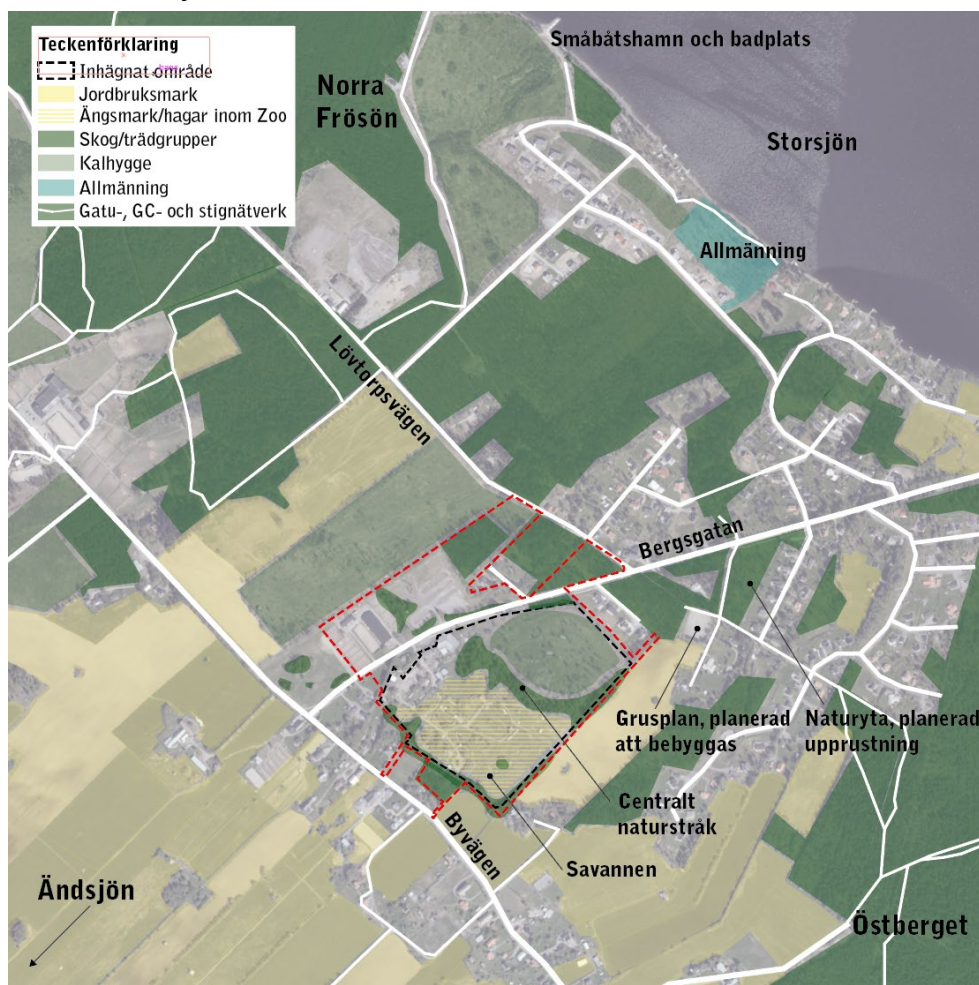 Teckenförklaring
Inhägnat område
Jordbruksmark
Ängsmark/hagar inom Zoo
Skog/trädgrupper
Kalhygge
Allmänning
Gatu-, GC- och stignätverk
Småbåtshamn och badplats
Norra
Frösön
Storsjön
Allmänning
Lövtorpsvägen
Bergsgatan
Grusplan, planerad
att bebyggas
Naturyta, planerad
upprustning
Centralt
naturstråk
Savannen
Byvägen
Ändsjön
Östberget